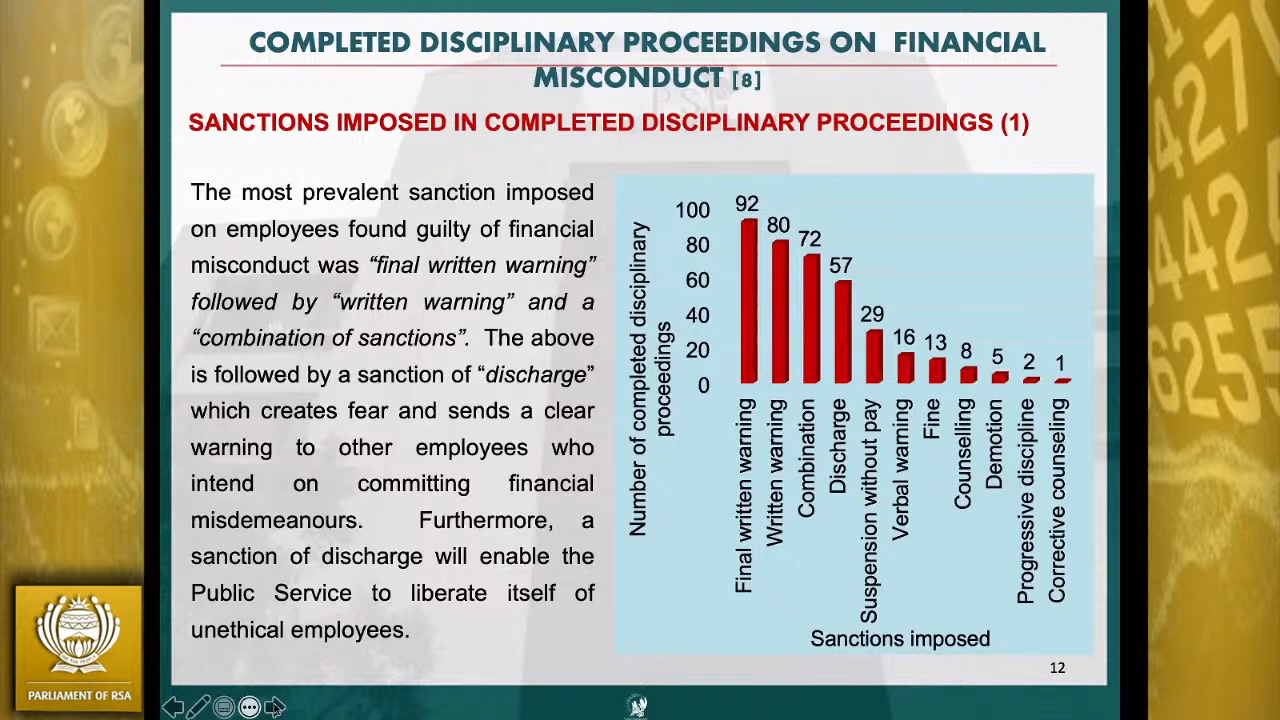 COMPLETED DISCIPLINARY PROCEEDINGS ON FINANCIAL
MISCONDUCT [8]
SANCTIONS IMPOSED IN COMPLETED DISCIPLINARY PROCEEDINGS (1)
The most prevalent sanction imposed
on employees found guilty of financial
misconduct was “final written warning”
followed by “written warning” and a
“combination of sanctions”. The above
is followed by a sanction of “discharge”
which creates fear and sends a clear
warning to other employees who
intend on committing financial
misdemeanours. Furthermore, a
sanction of discharge will enable the
Public Service to liberate itself of
unethical employees.
Number of completed disciplinary
proceedings
100
80
60
40
20
0
92
80
72
57
29
16
13
8
5
2
1
Final written warning
Written warning
Combination
Discharge
Suspension without pay
Verbal warning
Fine
Counselling
Demotion
Progressive discipline
Corrective counseling
Sanctions imposed
12
PARLIAMENT OF RSA